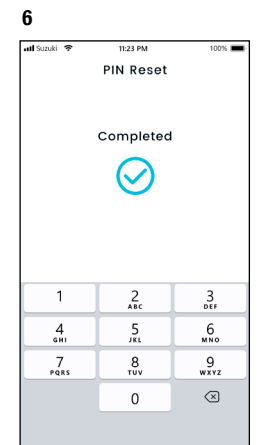 6
Suzuki 11:23 PM 100%
PIN Reset
Completed
1 2 3
ABC DEF
4 5 6
GHI JKL MNO
7 8 9
PQRS TUV WXYZ
0